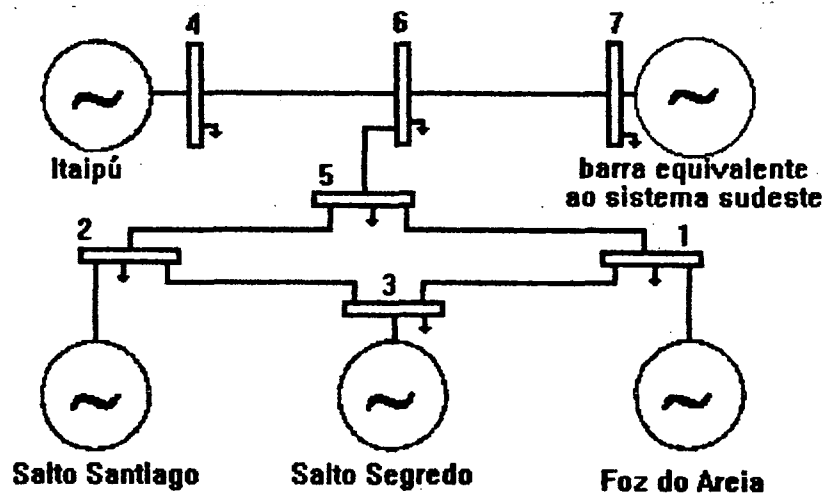 4
6
7
Itaipú
barra equivalente
ao sistema sudeste
5
2
1
3
Salto Santiago
Salto Segredo
Foz do Areia